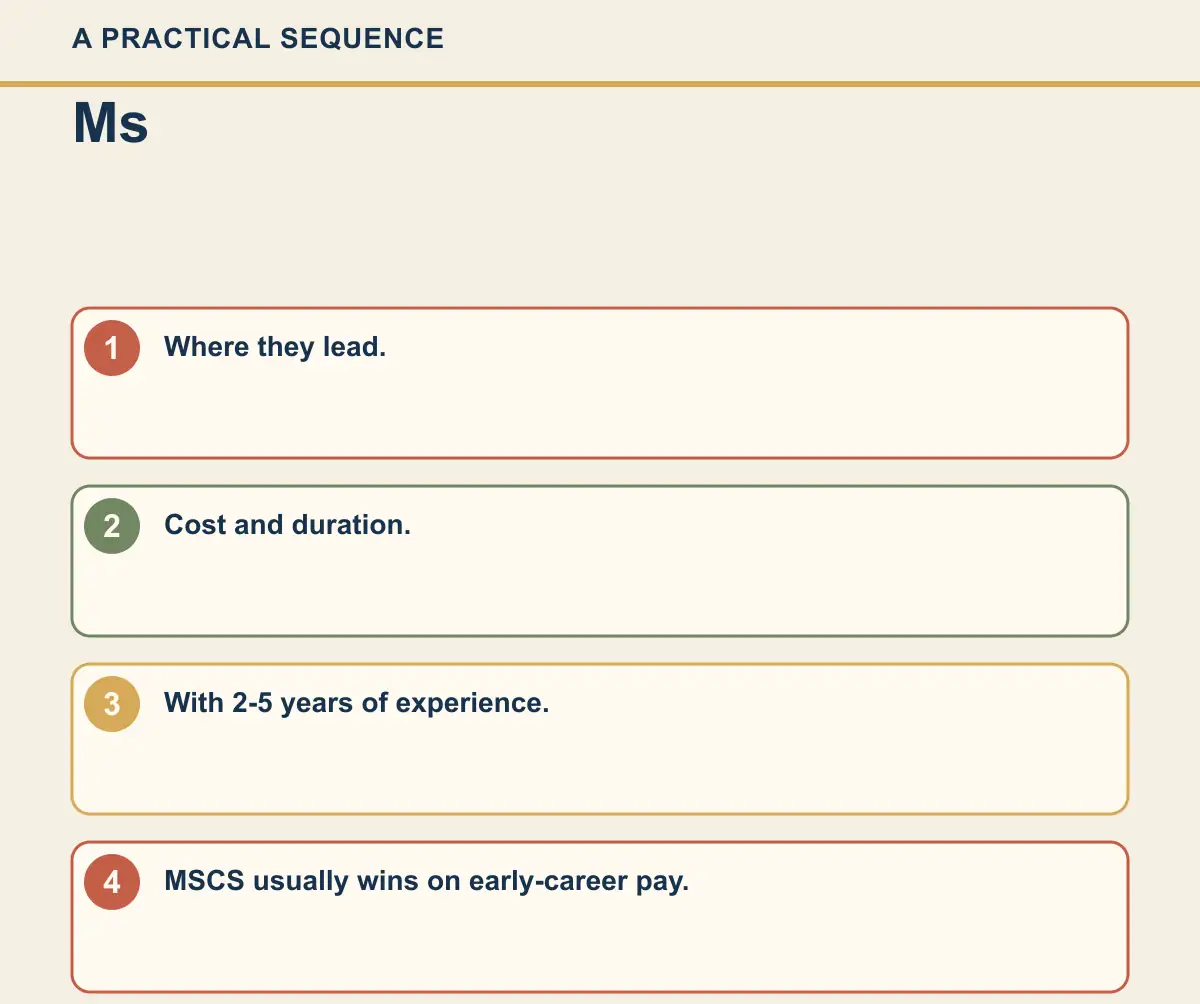 A PRACTICAL SEQUENCE
Ms
1 Where they lead.
2 Cost and duration.
3 With 2-5 years of experience.
4 MSCS usually wins on early-career pay.